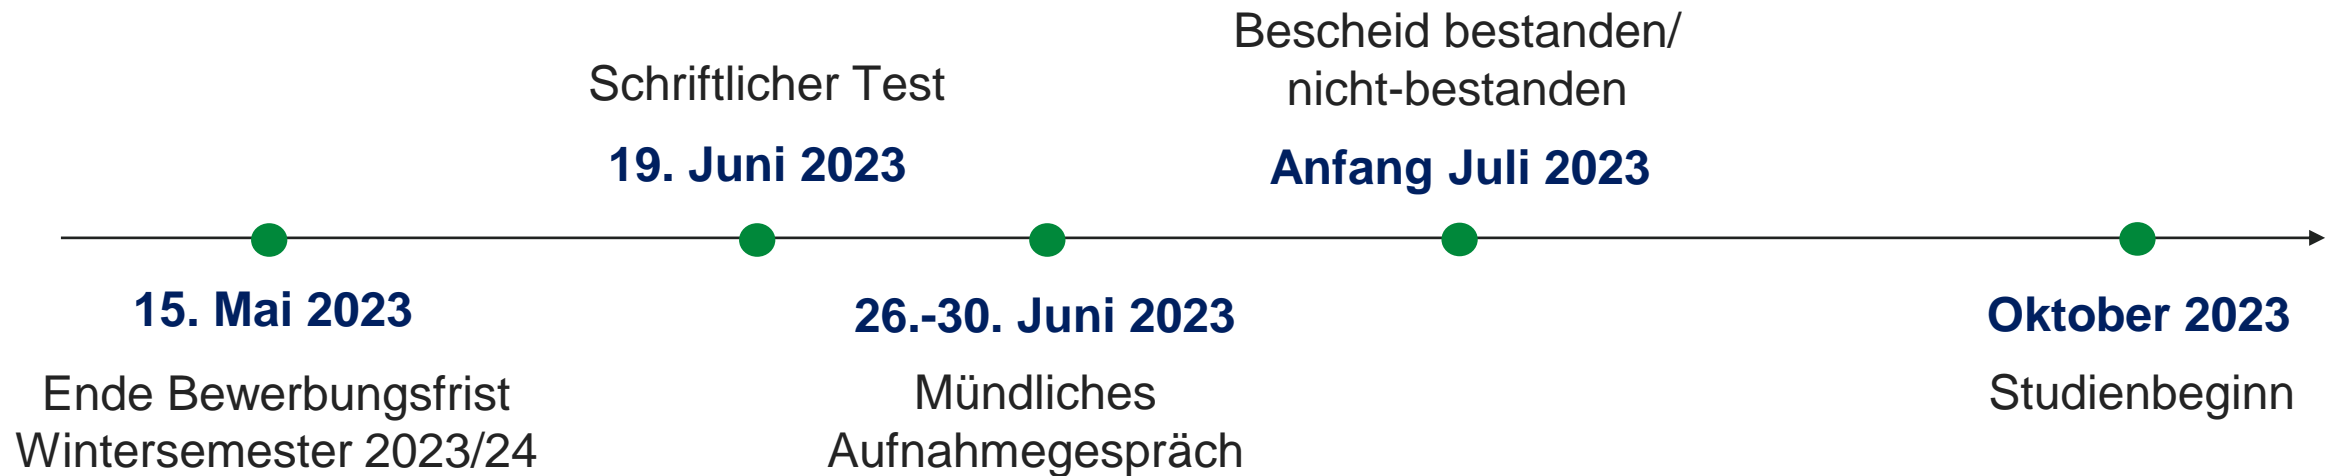 Bescheid bestanden/
nicht-bestanden
Anfang Juli 2023
Schriftlicher Test
19. Juni 2023
15. Mai 2023
Ende Bewerbungsfrist
Wintersemester 2023/24
26.-30. Juni 2023
Mündliches
Aufnahmegespräch
Oktober 2023
Studienbeginn